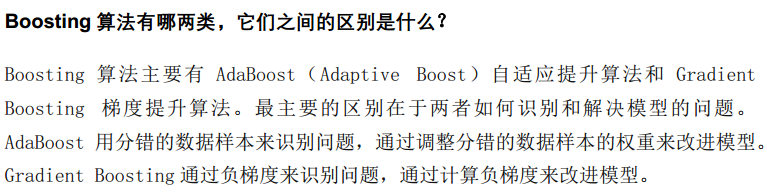 Boosting 算法有哪两类，它们之间的区别是什么？
Boosting 算法主要有 AdaBoost（Adaptive Boost）自适应提升算法和 Gradient
Boosting 梯度提升算法。最主要的区别在于两者如何识别和解决模型的问题。
AdaBoost 用分错的数据样本来识别问题，通过调整分错的数据样本的权重来改进模型。
Gradient Boosting 通过负梯度来识别问题，通过计算负梯度来改进模型。